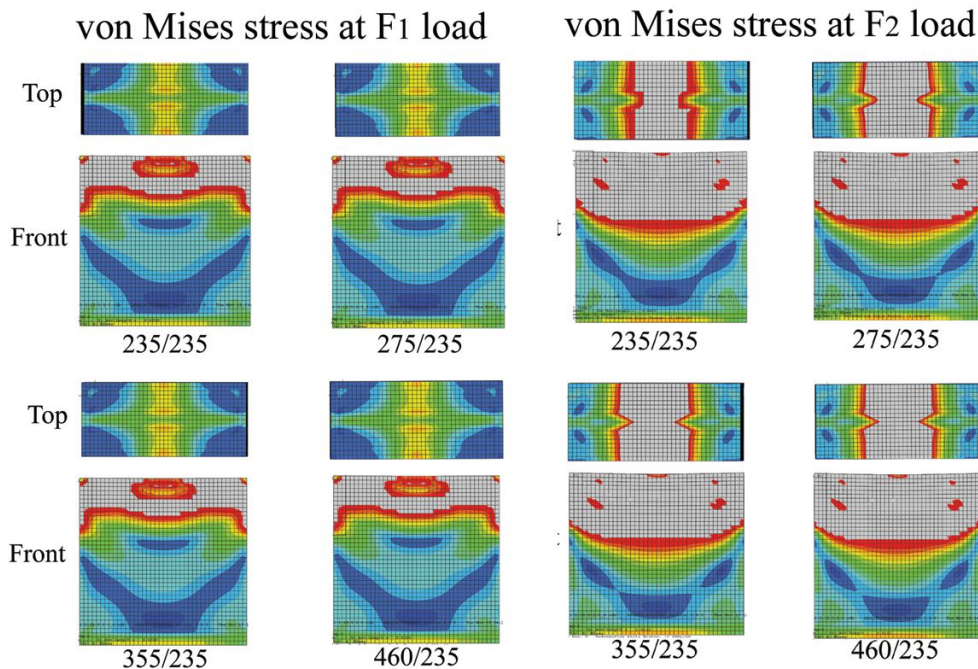 von Mises stress at F1 load
von Mises stress at F2 load
Top
Front
235/235
275/235
235/235
275/235
Top
Front
355/235
460/235
355/235
460/235